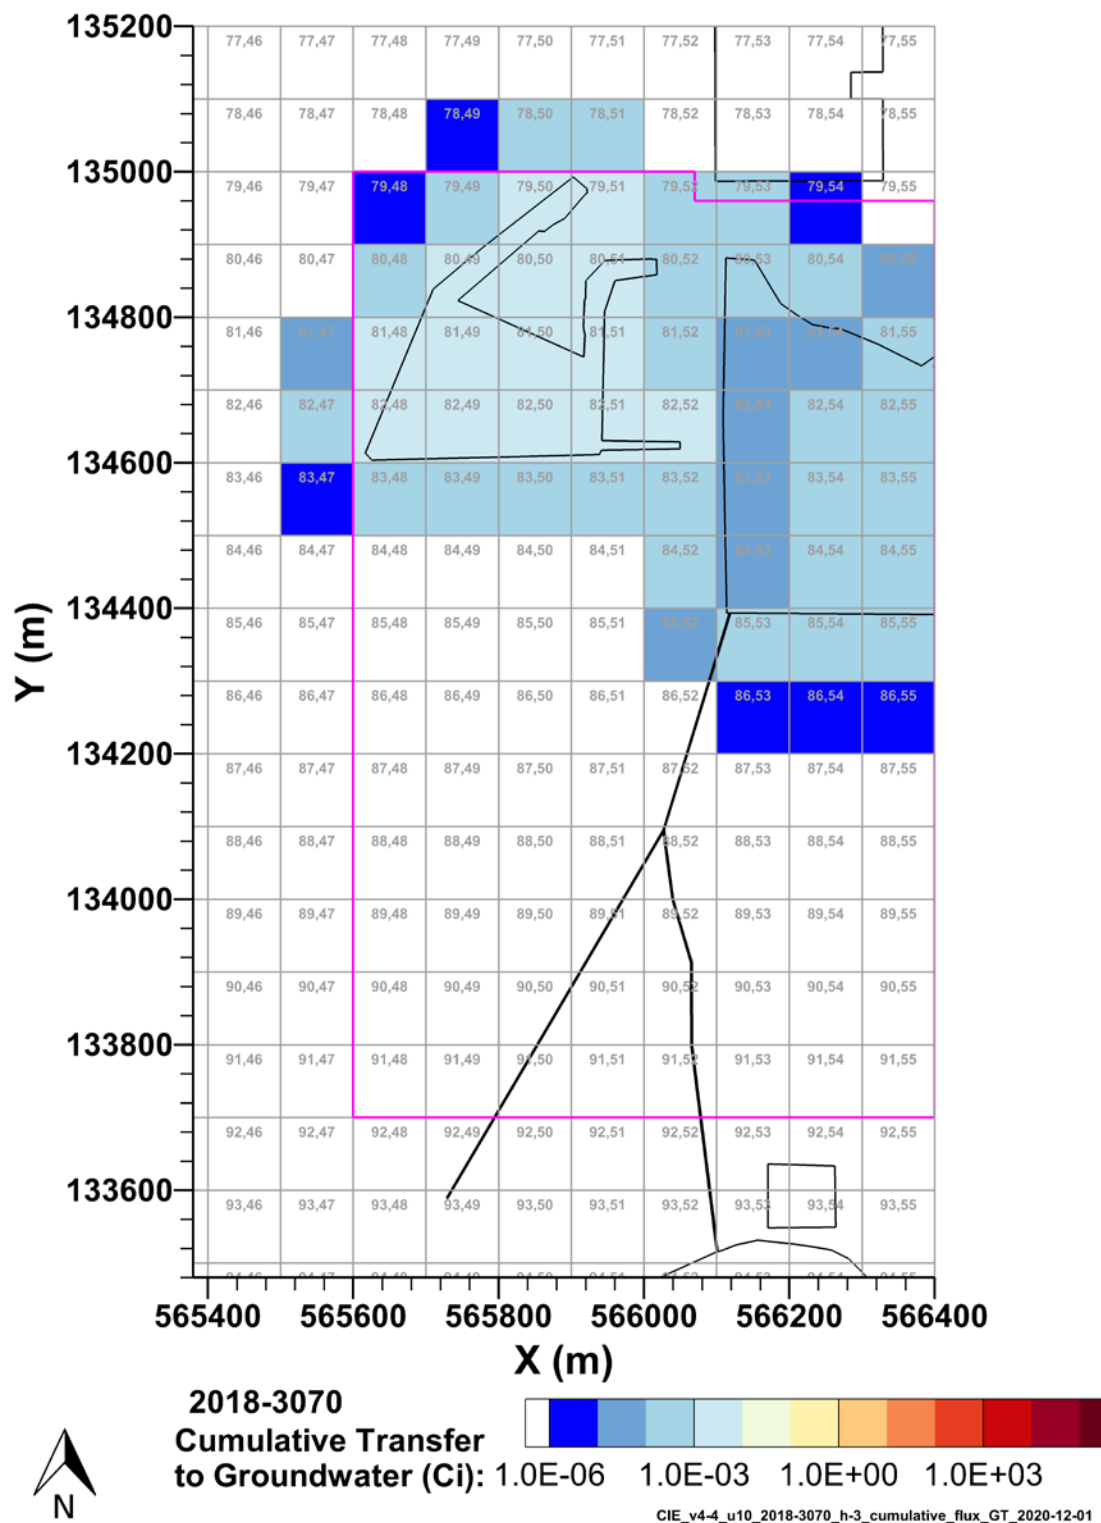 135200
77,46 77,47 77,48 77,49 77,50 77,51 77,52 77,53 77,54 77,55
78,46 78,47 78,48 78,49 78,50 78,51 78,52 78,53 78,54 78,55
135000
79,46 79,47 79,48 79,49 79,50 79,51 79,52 79,53 79,54 79,55
80,46 80,47 80,48 80,49 80,50 80,51 80,52 80,53 80,54 80,55
134800
81,46 81,47 81,48 81,49 81,50 81,51 81,52 81,53 81,54 81,55
82,46 82,47 82,48 82,49 82,50 82,51 82,52 82,53 82,54 82,55
134600
83,46 83,47 83,48 83,49 83,50 83,51 83,52 83,53 83,54 83,55
84,46 84,47 84,48 84,49 84,50 84,51 84,52 84,53 84,54 84,55
134400
85,46 85,47 85,48 85,49 85,50 85,51 85,52 85,53 85,54 85,55
Y (m)
86,46 86,47 86,48 86,49 86,50 86,51 86,52 86,53 86,54 86,55
134200
87,46 87,47 87,48 87,49 87,50 87,51 87,52 87,53 87,54 87,55
88,46 88,47 88,48 88,49 88,50 88,51 88,52 88,53 88,54 88,55
134000
89,46 89,47 89,48 89,49 89,50 89,51 89,52 89,53 89,54 89,55
90,46 90,47 90,48 90,49 90,50 90,51 90,52 90,53 90,54 90,55
133800
91,46 91,47 91,48 91,49 91,50 91,51 91,52 91,53 91,54 91,55
92,46 92,47 92,48 92,49 92,50 92,51 92,52 92,53 92,54 92,55
133600
93,46 93,47 93,48 93,49 93,50 93,51 93,52 93,53 93,54 93,55
565400 565600 565800 566000 566200 566400
X (m)
2018-3070
Cumulative Transfer
to Groundwater (Ci): 1.0E-06 1.0E-03 1.0E+00 1.0E+03
N
CIE_v4-4_u10_2018-3070_h-3_cumulative_flux_GT_2020-12-01